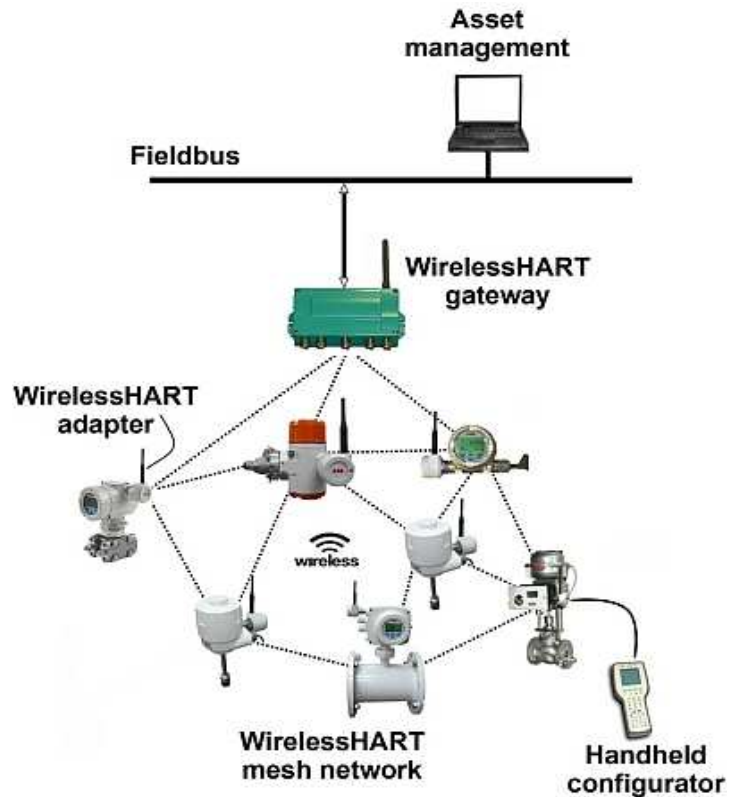 Asset
management
Fieldbus
WirelessHART
gateway
WirelessHART
adapter
wireless
WirelessHART
mesh network
Handheld
configurator